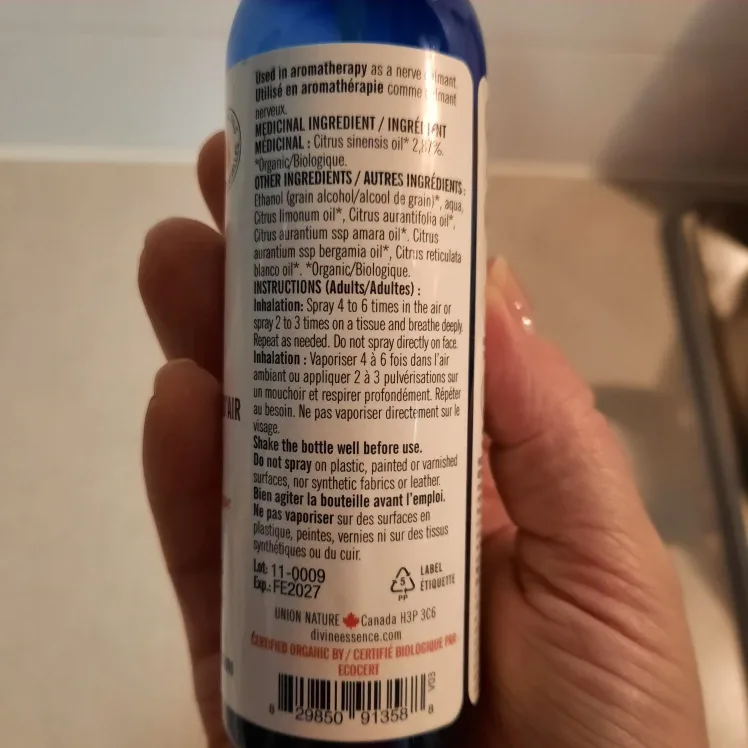 Used in aromatherapy as a nerve calmant.
Utilisé en aromathérapie comme calmant
nerveux.
MEDICINAL INGREDIENT / INGRÉDIENT
MÉDICINAL : Citrus sinensis oil* 2,87%.
*Organic/Biologique.
OTHER INGREDIENTS / AUTRES INGRÉDIENTS :
Ethanol (grain alcohol/alcool de grain)*, aqua,
Citrus limonum oil*, Citrus aurantifolia oil*,
Citrus aurantium ssp amara oil*. Citrus
aurantium ssp bergamia oil*, Citrus reticulata
blanco oil*. *Organic/Biologique.
INSTRUCTIONS (Adults/Adultes) :
Inhalation: Spray 4 to 6 times in the air or
spray 2 to 3 times on a tissue and breathe deeply.
Repeat as needed. Do not spray directly on face.
Inhalation : Vaporiser 4 à 6 fois dans l'air
ambiant ou appliquer 2 à 3 pulvérisations sur
un mouchoir et respirer profondément. Répéter
au besoin. Ne pas vaporiser directement sur le
visage.
Shake the bottle well before use.
Do not spray on plastic, painted or varnished
surfaces, nor synthetic fabrics or leather.
Bien agiter la bouteille avant l'emploi.
Ne pas vaporiser sur des surfaces en
plastique, peintes, vernies ni sur des tissus
synthétiques ou du cuir.
Lot: 11-0009
Exp.: FE2027
5
PP
LABEL
ÉTIQUETTE
UNION NATURE Canada H3P 3C6
divineessence.com
CERTIFIED ORGANIC BY / CERTIFIÉ BIOLOGIQUE PAR
ECOCERT
8 29850 91358 8
V03
D'AIR